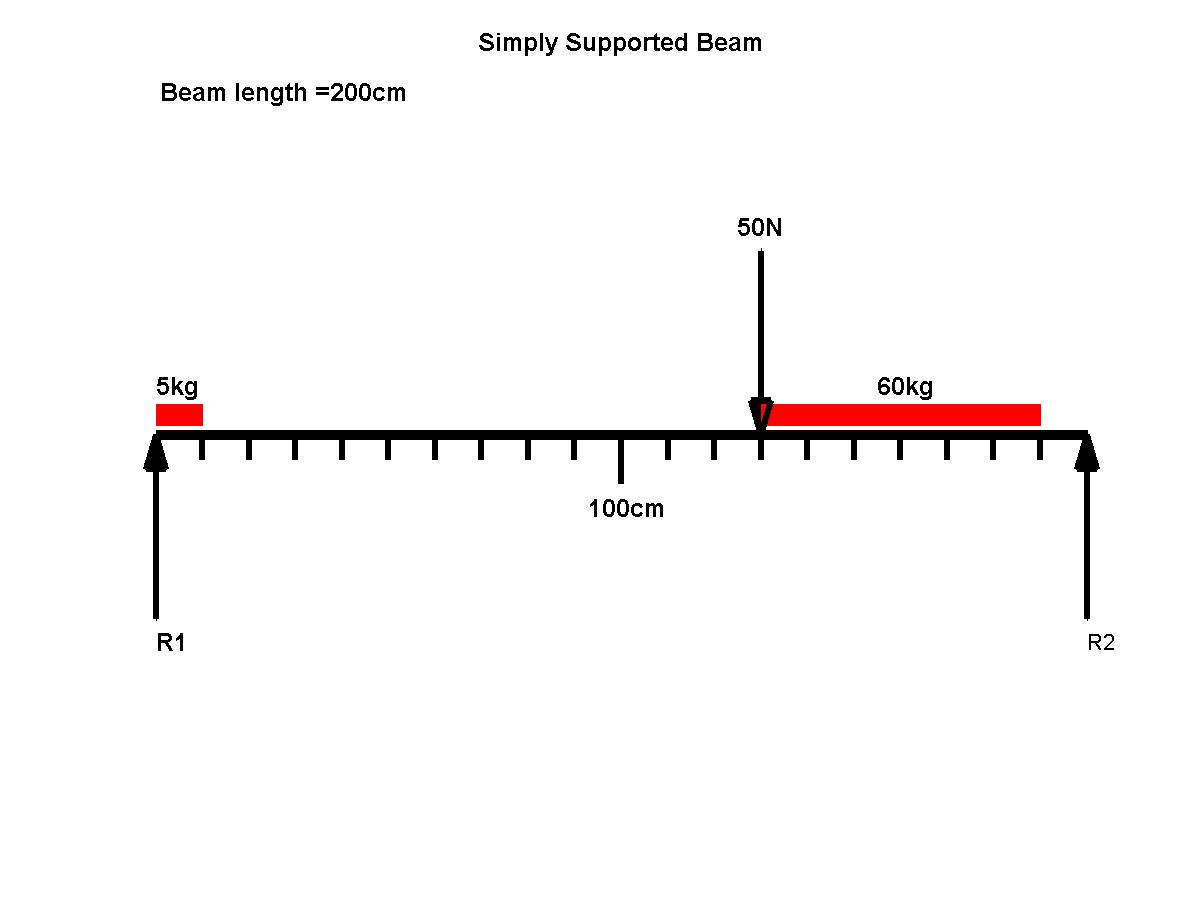 Simply Supported Beam
Beam length =200cm
50N
5kg
60kg
100cm
R1
R2